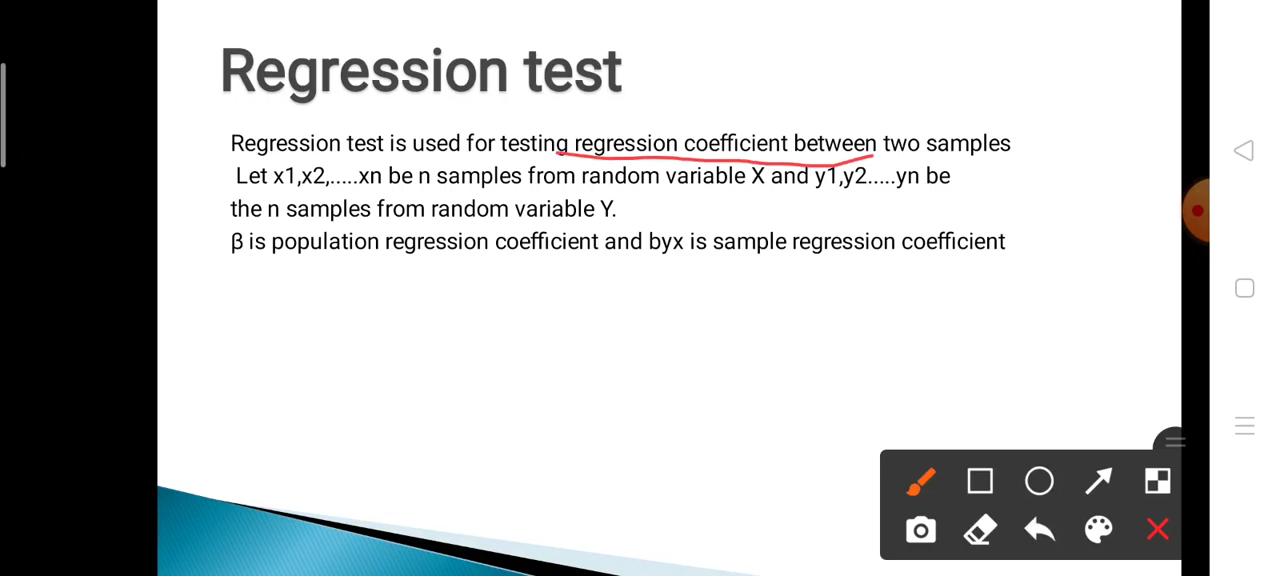 Regression test
Regression test is used for testing regression coefficient between two samples
Let x1,x2,.....xn be n samples from random variable X and y1,y2.....yn be
the n samples from random variable Y.
β is population regression coefficient and byx is sample regression coefficient